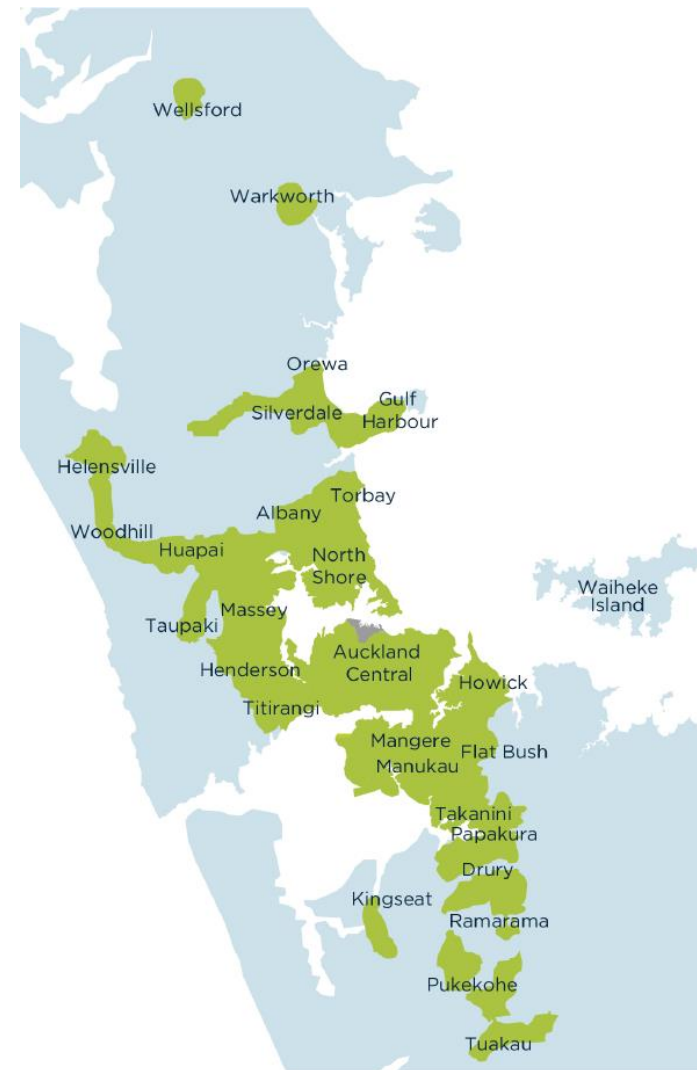 Wellsford
Warkworth
Orewa
Silverdale
Gulf
Harbour
Helensville
Torbay
Albany
Woodhill
Huapai
North
Shore
Waiheke
Island
Massey
Taupaki
Auckland
Central
Henderson
Howick
Titirangi
Mangere
Flat Bush
Manukau
Takanini
Papakura
Drury
Kingseat
Ramarama
Pukekohe
Tuakau